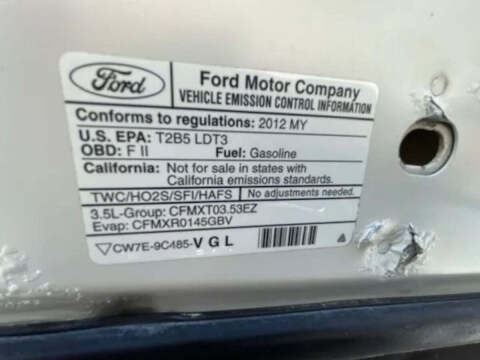 Ford
Ford Motor Company
VEHICLE EMISSION CONTROL INFORMATION
Conforms to regulations: 2012 MY
U.S. EPA: T2B5 LDT3
OBD: F II Fuel: Gasoline
California: Not for sale in states with
California emissions standards.
TWC/HO2S/SFI/HAFS No adjustments needed.
3.5L-Group: CFMXT03.53EZ
Evap: CFMXR0145GBV
CW7E-9C485-VGL